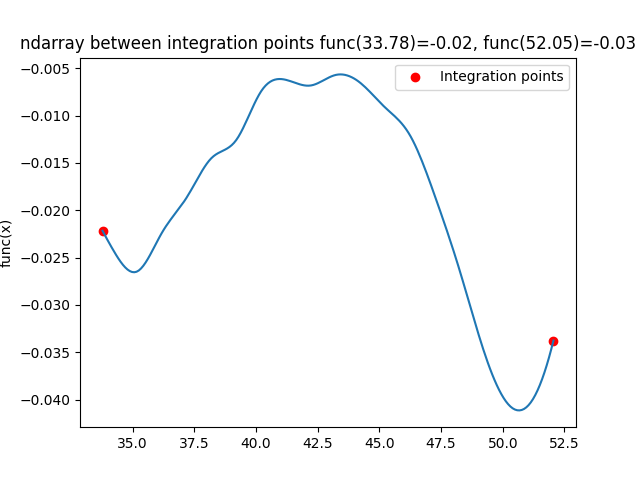 ndarray between integration points func(33.78)=-0.02, func(52.05)=-0.03
Integration points
func(x)
−0.005
−0.010
−0.015
−0.020
−0.025
−0.030
−0.035
−0.040
35.0 37.5 40.0 42.5 45.0 47.5 50.0 52.5